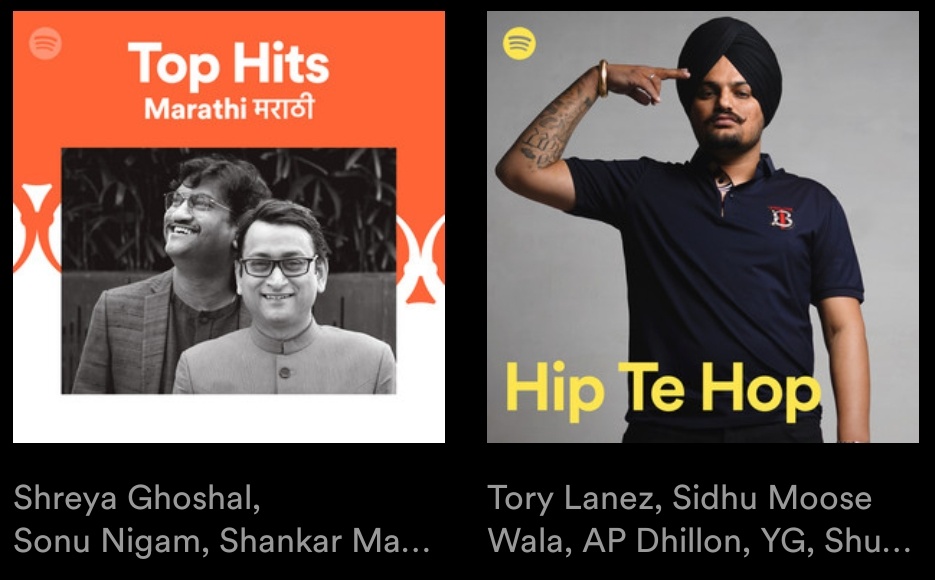 Top Hits
Marathi मराठी
Shreya Ghoshal,
Sonu Nigam, Shankar Ma...
Hip Te Hop
Tory Lanez, Sidhu Moose
Wala, AP Dhillon, YG, Shu...